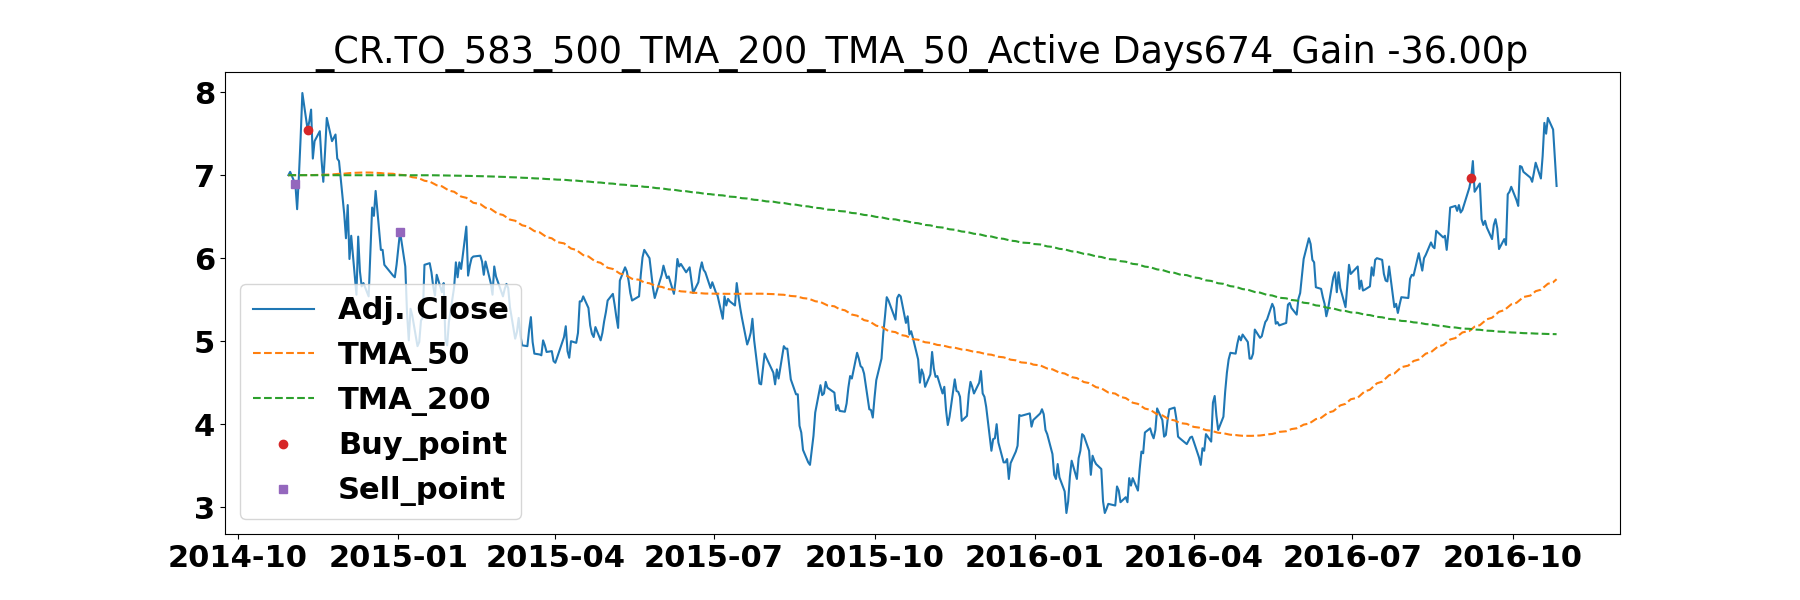 _CR.TO_583_500_TMA_200_TMA_50_Active Days674_Gain -36.00p
8
7
6
5
4
3
Adj. Close
TMA_50
TMA_200
Buy_point
Sell_point
2014-10 2015-01 2015-04 2015-07 2015-10 2016-01 2016-04 2016-07 2016-10